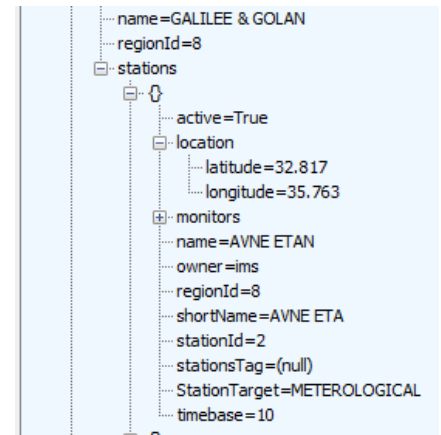 name=GALILEE & GOLAN
regionId=8
stations
{}
active=True
location
latitude=32.817
longitude=35.763
monitors
name=AVNE ETAN
owner=ims
regionId=8
shortName=AVNE ETA
stationId=2
stationsTag=(null)
StationTarget=METEROLOGICAL
timebase=10